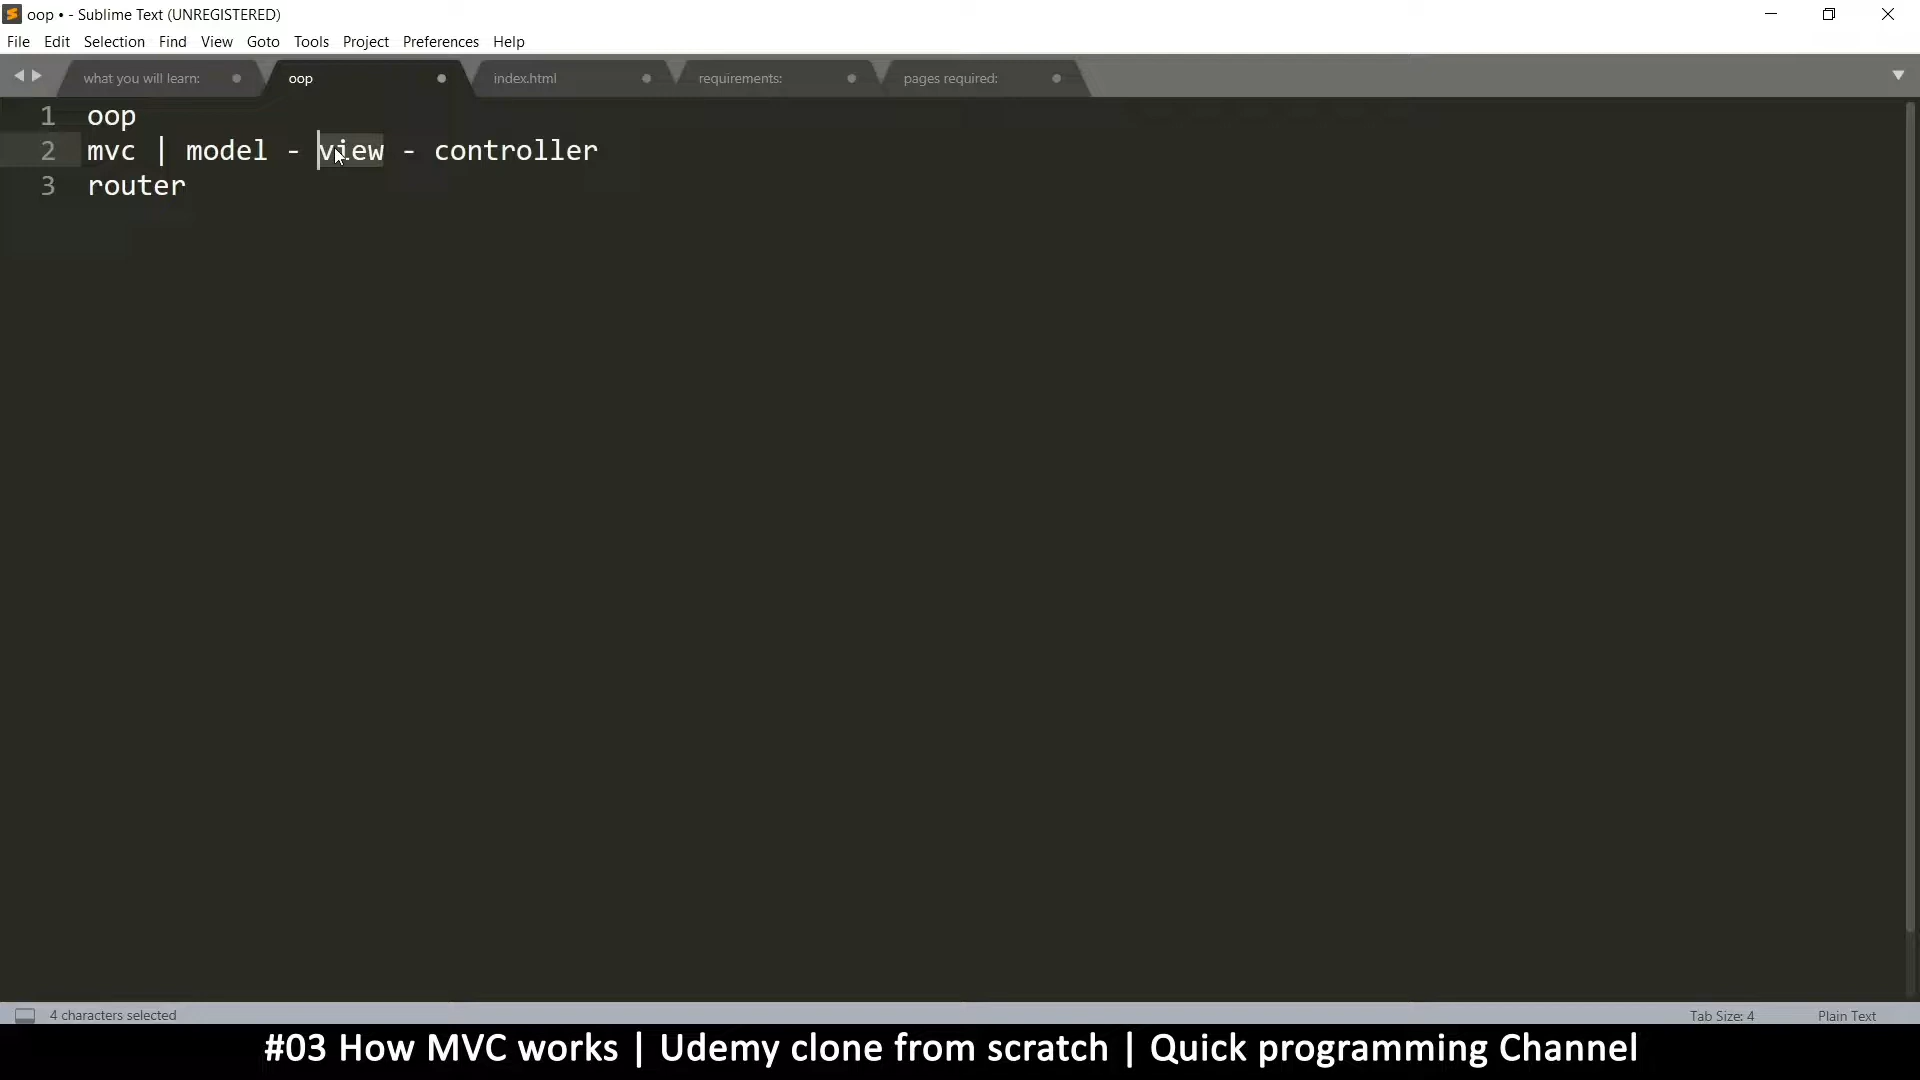 oop • - Sublime Text (UNREGISTERED)
File Edit Selection Find View Goto Tools Project Preferences Help
what you will learn: oop index.html requirements: pages required:
1 oop
2 mvc | model - view - controller
3 router
4 characters selected Tab Size: 4 Plain Text
#03 How MVC works | Udemy clone from scratch | Quick programming Channel